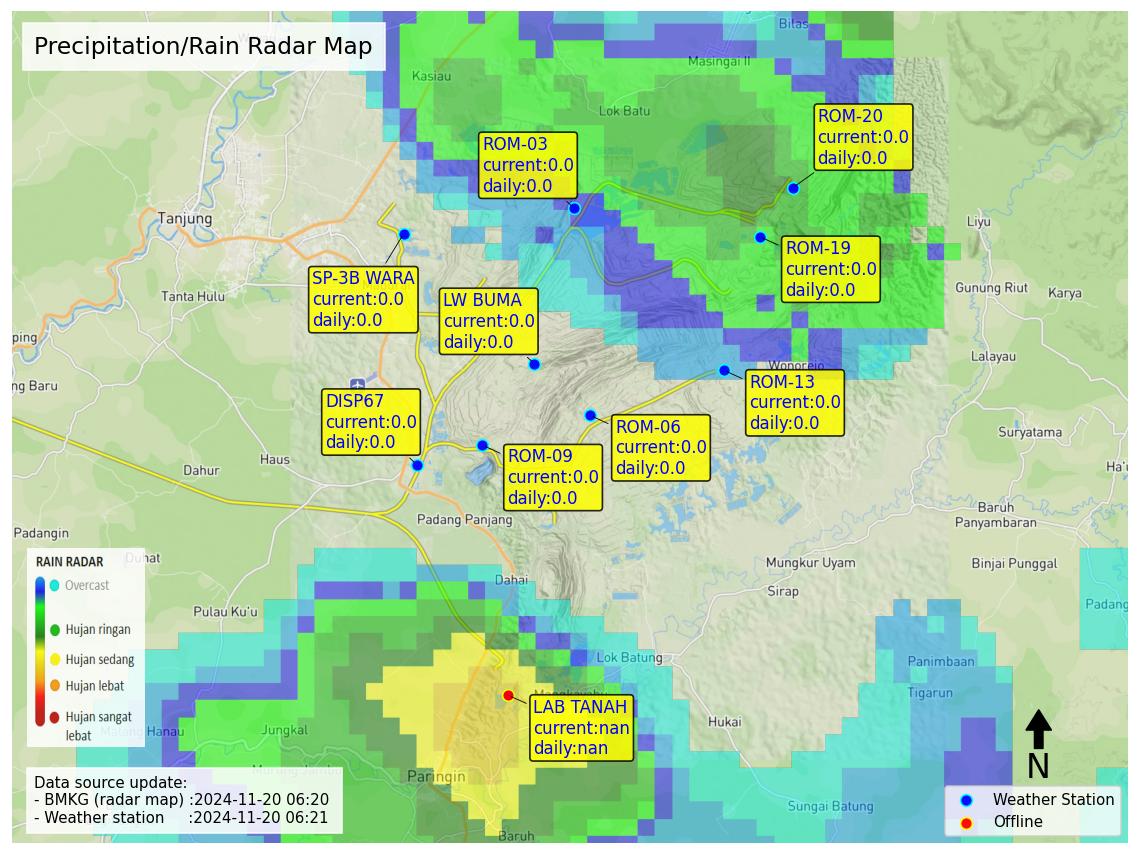 Precipitation/Rain Radar Map
Bilas
Masingai II
Kasiau
Lok Batu
ROM-20
current:0.0
daily:0.0
ROM-03
current:0.0
daily:0.0
Tanjung
Liyu
ROM-19
current:0.0
daily:0.0
SP-3B WARA
current:0.0
daily:0.0
Tanta Hulu
LW BUMA
current:0.0
daily:0.0
Gunung Riut
Karya
ping
Lalayau
Wonorejo
ng Baru
ROM-13
current:0.0
daily:0.0
DISP67
current:0.0
daily:0.0
ROM-06
current:0.0
daily:0.0
Suryatama
ROM-09
current:0.0
daily:0.0
Haus
Dahur
Ha'u
Baruh
Panyambaran
Padang Panjang
Padangin
Duhat
Mungkur Uyam
Binjai Punggal
Dahai
Sirap
Padang
Pulau Ku'u
RAIN RADAR
Overcast
Hujan ringan
Hujan sedang
Hujan lebat
Hujan sangat
lebat
Lok Batung
Panimbaan
Tigarun
Mangkayahu
LAB TANAH
current:nan
daily:nan
Hukai
Malang Hanau
Jungkal
Murung Jambu
Paringin
Sungai Batung
Baruh
Data source update:
- BMKG (radar map) :2024-11-20 06:20
- Weather station :2024-11-20 06:21
N
Weather Station
Offline